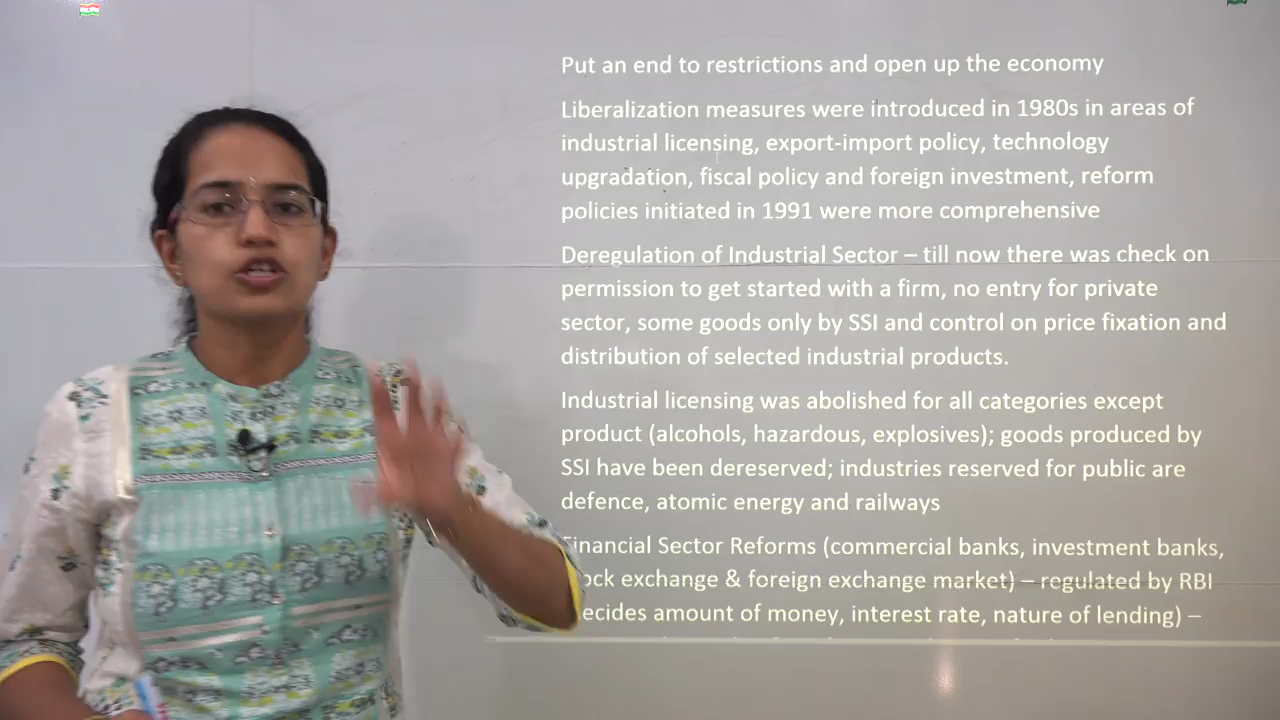 Put an end to restrictions and open up the economy
Liberalization measures were introduced in 1980s in areas of
industrial licensing, export-import policy, technology
upgradation, fiscal policy and foreign investment, reform
policies initiated in 1991 were more comprehensive
Deregulation of Industrial Sector – till now there was check on
permission to get started with a firm, no entry for private
sector, some goods only by SSI and control on price fixation and
distribution of selected industrial products.
Industrial licensing was abolished for all categories except
product (alcohols, hazardous, explosives); goods produced by
SSI have been dereserved; industries reserved for public are
defence, atomic energy and railways
Financial Sector Reforms (commercial banks, investment banks,
exchange & foreign exchange market) – regulated by RBI
amount of money, interest rate, nature of lending) –